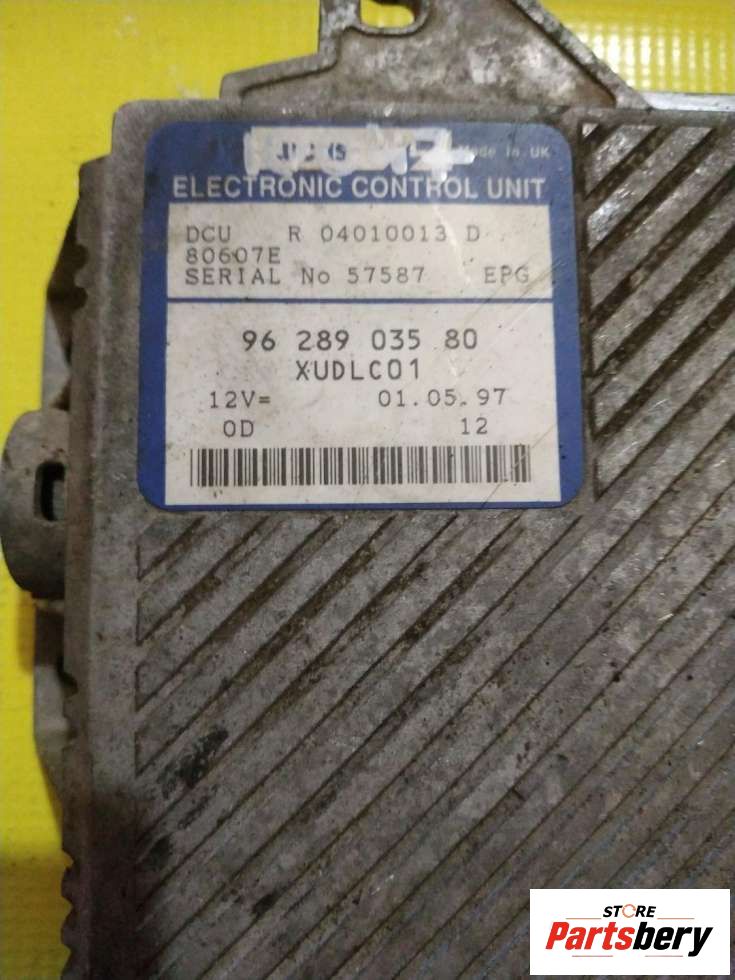 Made in UK
ELECTRONIC CONTROL UNIT
DCU R 04010013 D
80607E
SERIAL No 57587 EPG
96 289 035 80
XUDLC01
12V= 01.05.97
0D 12
STORE
Partsbery